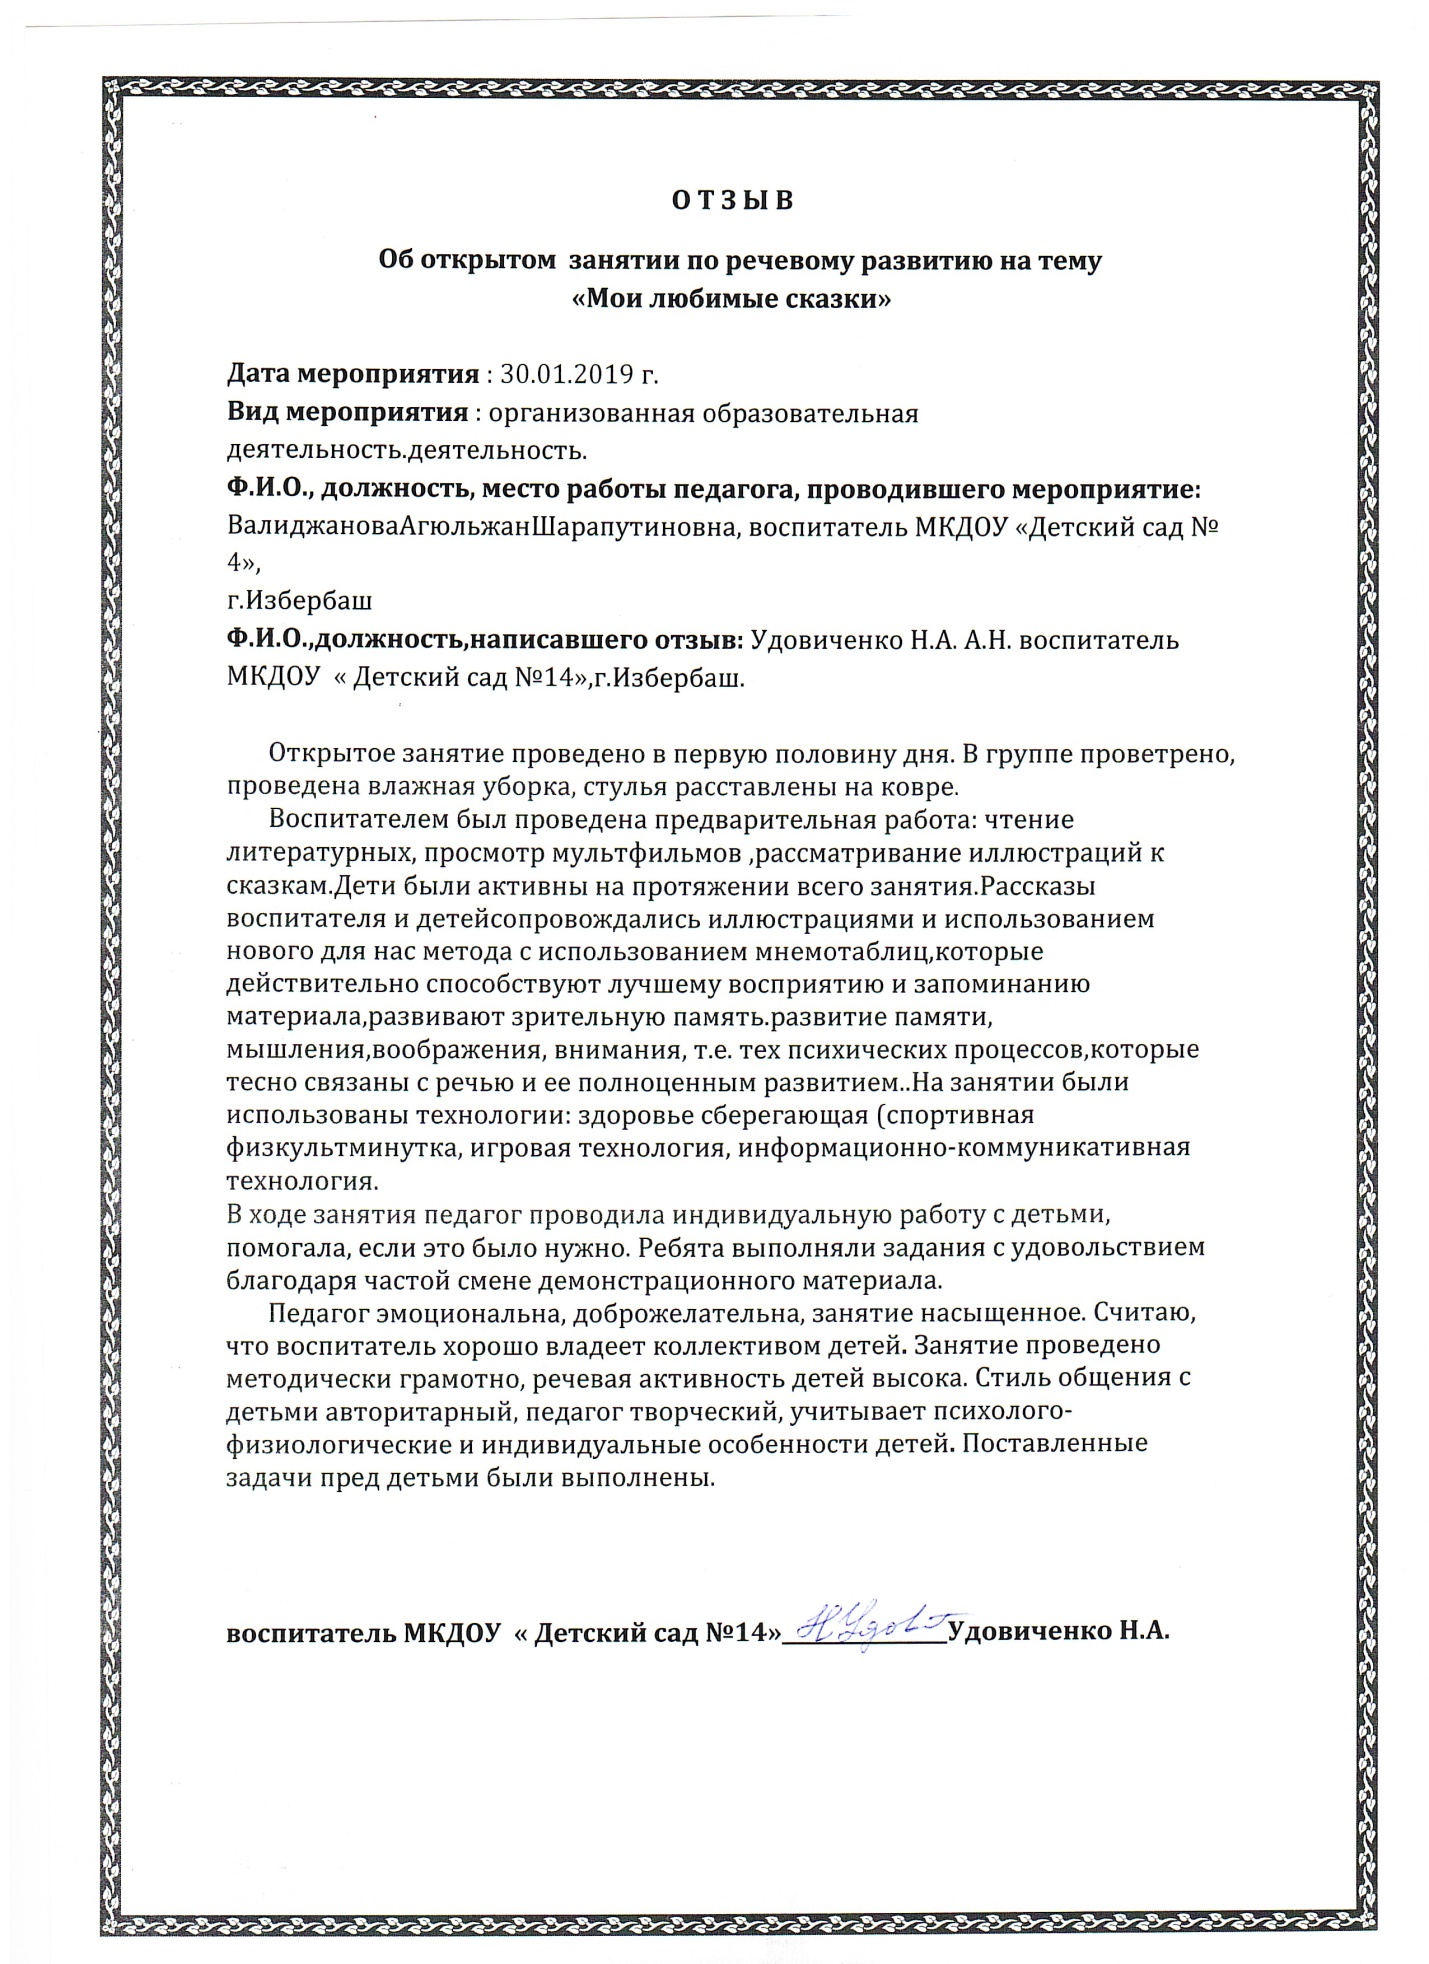 О Т З Ы В
Об открытом  занятии по речевому развитию на тему
«Мои любимые сказки»
Дата мероприятия : 30.01.2019 г.
Вид мероприятия : организованная образовательная
деятельность.деятельность.
Ф.И.О., должность, место работы педагога, проводившего мероприятие:
ВалиджановаАгюльжанШарапутиновна, воспитатель МКДОУ «Детский сад №
4»,
г.Избербаш
Ф.И.О.,должность,написавшего отзыв: Удовиченко Н.А. А.Н. воспитатель
МКДОУ  « Детский сад №14»,г.Избербаш.
Открытое занятие проведено в первую половину дня. В группе проветрено,
проведена влажная уборка, стулья расставлены на ковре.
Воспитателем был проведена предварительная работа: чтение
литературных, просмотр мультфильмов ,рассматривание иллюстраций к
сказкам.Дети были активны на протяжении всего занятия.Рассказы
воспитателя и детейсопровождались иллюстрациями и использованием
нового для нас метода с использованием мнемотаблиц,которые
действительно способствуют лучшему восприятию и запоминанию
материала,развивают зрительную память.развитие памяти,
мышления,воображения, внимания, т.е. тех психических процессов,которые
тесно связаны с речью и ее полноценным развитием..На занятии были
использованы технологии: здоровье сберегающая (спортивная
физкультминутка, игровая технология, информационно-коммуникативная
технология.
В ходе занятия педагог проводила индивидуальную работу с детьми,
помогала, если это было нужно. Ребята выполняли задания с удовольствием
благодаря частой смене демонстрационного материала.
Педагог эмоциональна, доброжелательна, занятие насыщенное. Считаю,
что воспитатель хорошо владеет коллективом детей. Занятие проведено
методически грамотно, речевая активность детей высока. Стиль общения с
детьми авторитарный, педагог творческий, учитывает психолого-
физиологические и индивидуальные особенности детей. Поставленные
задачи пред детьми были выполнены.
воспитатель МКДОУ  « Детский сад №14»____________Удовиченко Н.А.